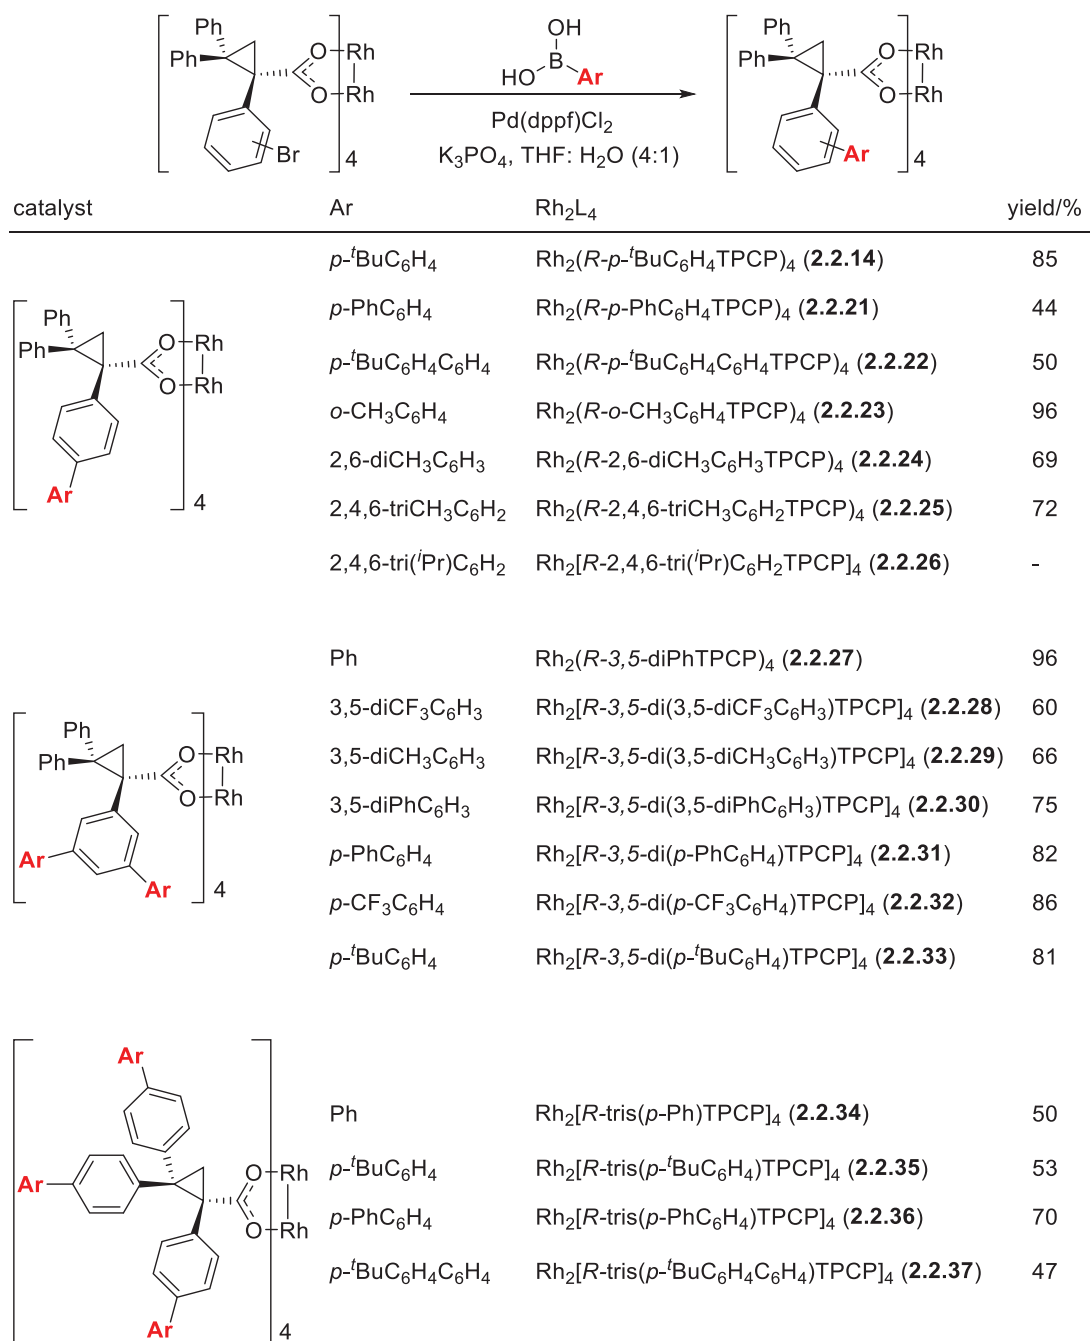 Ph
Ph
O
O
Rh
Rh
Br
4
OH
B
HO
Ar
Pd(dppf)Cl₂
K₃PO₄, THF: H₂O (4:1)
Ph
Ph
O
O
Rh
Rh
Ar
4
catalyst Ar Rh₂L₄ yield/%
p-ᵗBuC₆H₄ Rh₂(R-p-ᵗBuC₆H₄TPCP)₄ (2.2.14) 85
p-PhC₆H₄ Rh₂(R-p-PhC₆H₄TPCP)₄ (2.2.21) 44
p-ᵗBuC₆H₄C₆H₄ Rh₂(R-p-ᵗBuC₆H₄C₆H₄TPCP)₄ (2.2.22) 50
o-CH₃C₆H₄ Rh₂(R-o-CH₃C₆H₄TPCP)₄ (2.2.23) 96
2,6-diCH₃C₆H₃ Rh₂(R-2,6-diCH₃C₆H₃TPCP)₄ (2.2.24) 69
2,4,6-triCH₃C₆H₂ Rh₂(R-2,4,6-triCH₃C₆H₂TPCP)₄ (2.2.25) 72
2,4,6-tri(ⁱPr)C₆H₂ Rh₂[R-2,4,6-tri(ⁱPr)C₆H₂TPCP]₄ (2.2.26) -
Ph
Ph
O
O
Rh
Rh
Ar
4
Ph Rh₂(R-3,5-diPhTPCP)₄ (2.2.27) 96
3,5-diCF₃C₆H₃ Rh₂[R-3,5-di(3,5-diCF₃C₆H₃)TPCP]₄ (2.2.28) 60
3,5-diCH₃C₆H₃ Rh₂[R-3,5-di(3,5-diCH₃C₆H₃)TPCP]₄ (2.2.29) 66
3,5-diPhC₆H₃ Rh₂[R-3,5-di(3,5-diPhC₆H₃)TPCP]₄ (2.2.30) 75
p-PhC₆H₄ Rh₂[R-3,5-di(p-PhC₆H₄)TPCP]₄ (2.2.31) 82
p-CF₃C₆H₄ Rh₂[R-3,5-di(p-CF₃C₆H₄)TPCP]₄ (2.2.32) 86
p-ᵗBuC₆H₄ Rh₂[R-3,5-di(p-ᵗBuC₆H₄)TPCP]₄ (2.2.33) 81
Ph
Ph
O
O
Rh
Rh
Ar
Ar
4
Ph Rh₂[R-tris(p-Ph)TPCP]₄ (2.2.34) 50
p-ᵗBuC₆H₄ Rh₂[R-tris(p-ᵗBuC₆H₄)TPCP]₄ (2.2.35) 53
p-PhC₆H₄ Rh₂[R-tris(p-PhC₆H₄)TPCP]₄ (2.2.36) 70
p-ᵗBuC₆H₄C₆H₄ Rh₂[R-tris(p-ᵗBuC₆H₄C₆H₄)TPCP]₄ (2.2.37) 47
Ar
Ar
O
O
Rh
Rh
Ar
4